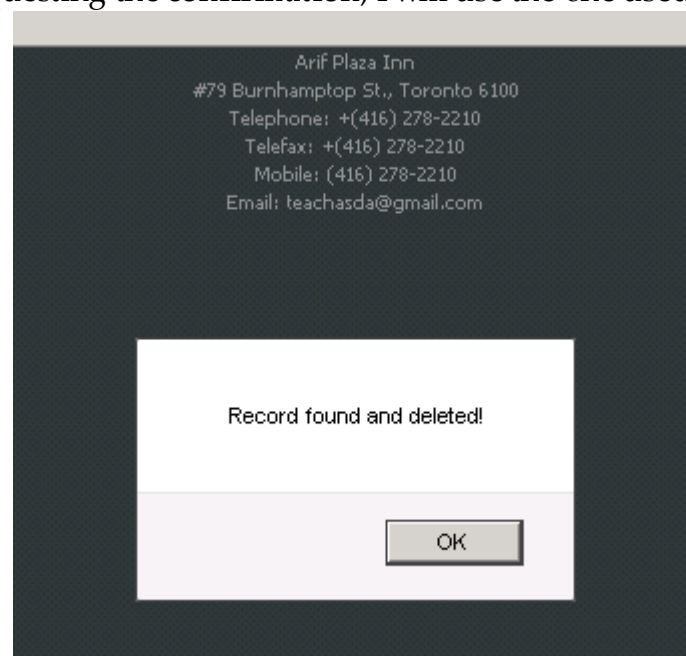 Arif Plaza Inn
#79 Burnhamptop St., Toronto 6100
Telephone: +(416) 278-2210
Telefax: +(416) 278-2210
Mobile: (416) 278-2210
Email: teachasda@gmail.com
Record found and deleted!
OK